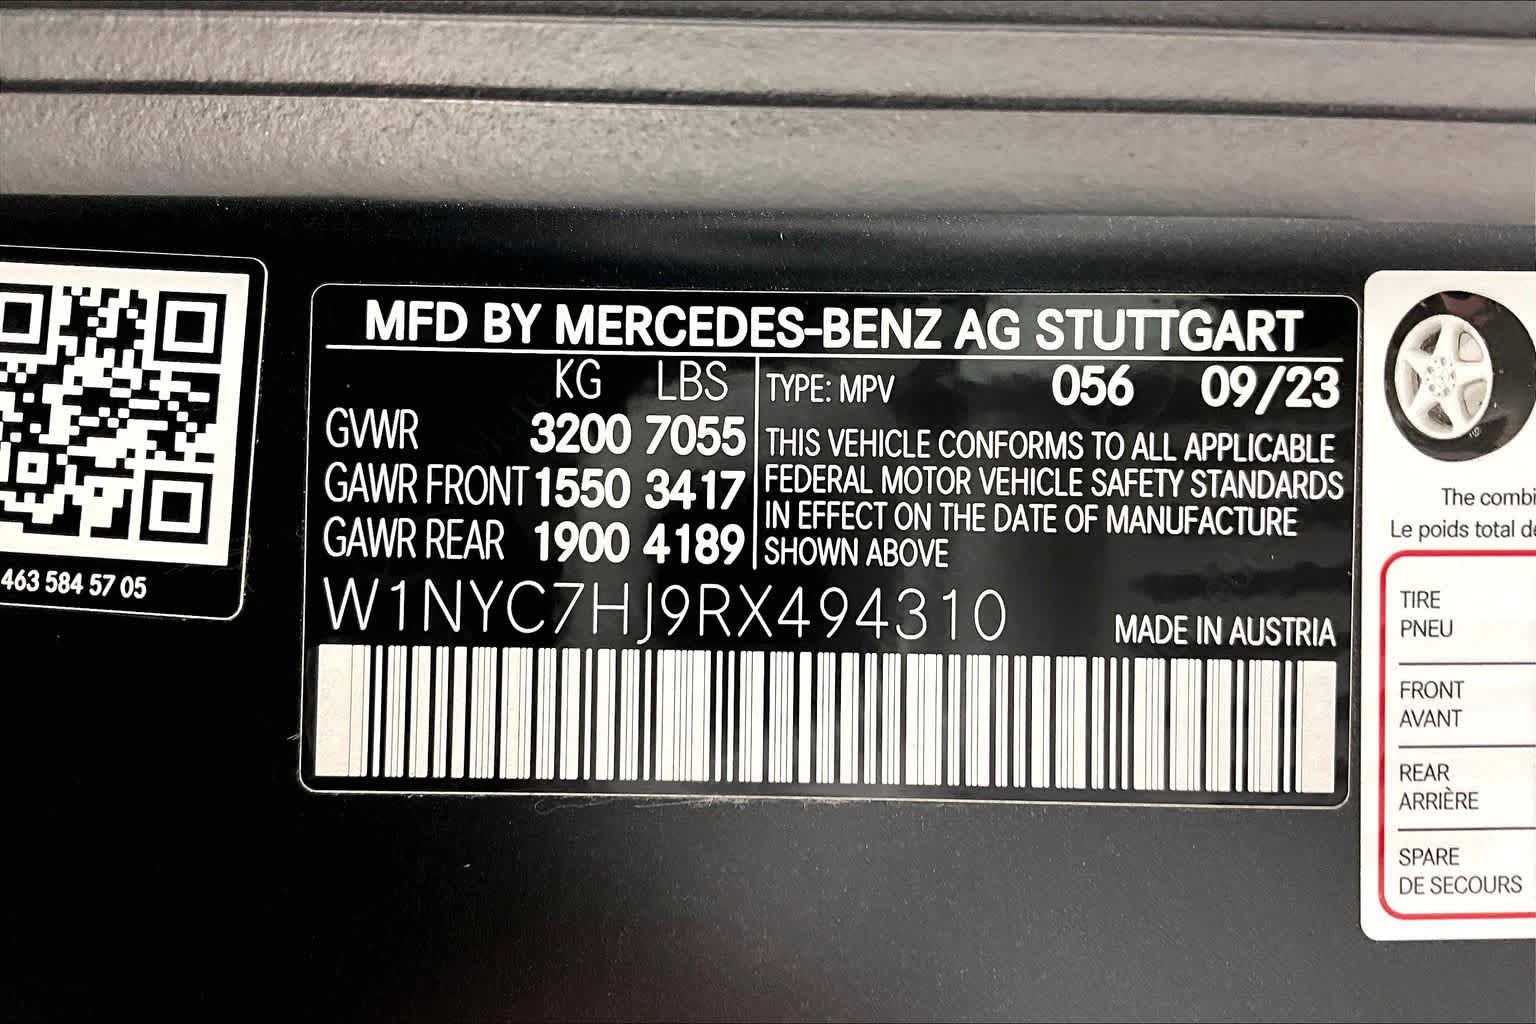 MFD BY MERCEDES-BENZ AG STUTTGART
KG LBS
GVWR 3200 7055
GAWR FRONT 1550 3417
GAWR REAR 1900 4189
TYPE: MPV 056 09/23
THIS VEHICLE CONFORMS TO ALL APPLICABLE
FEDERAL MOTOR VEHICLE SAFETY STANDARDS
IN EFFECT ON THE DATE OF MANUFACTURE
SHOWN ABOVE
W1NYC7HJ9RX494310
MADE IN AUSTRIA
463 584 57 05
The combi
Le poids total de
TIRE
PNEU
FRONT
AVANT
REAR
ARRIÈRE
SPARE
DE SECOURS